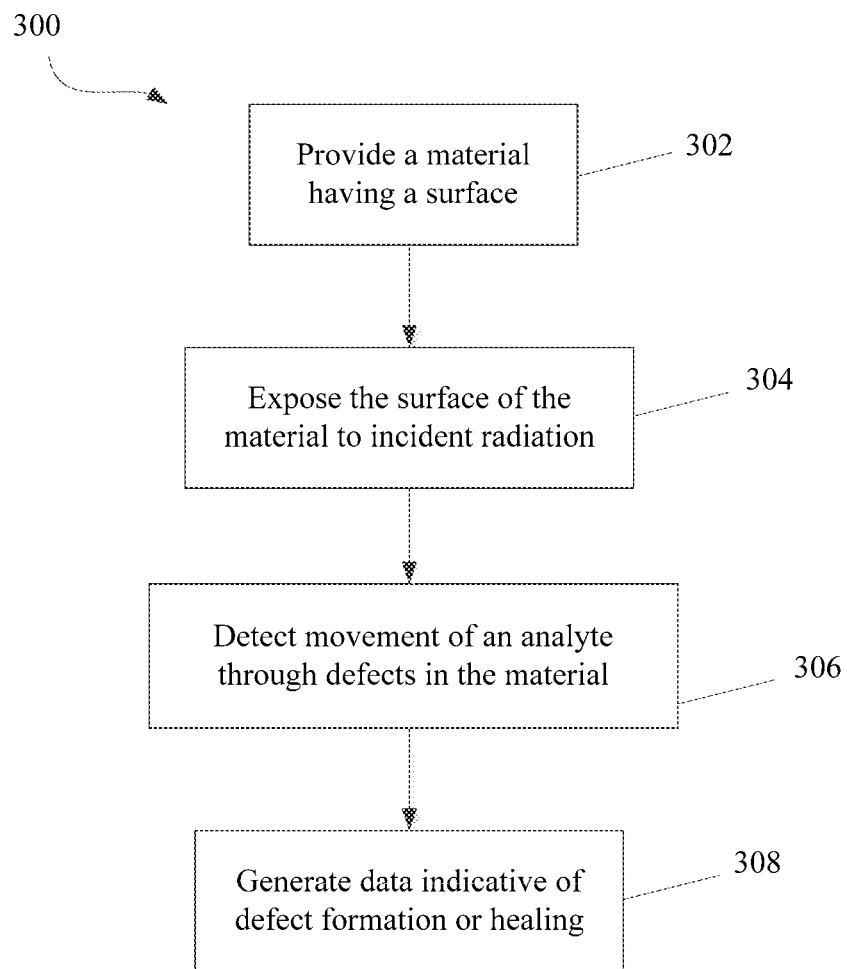 300
Provide a material
having a surface
302
Expose the surface of the
material to incident radiation
304
Detect movement of an analyte
through defects in the material
306
Generate data indicative of
defect formation or healing
308